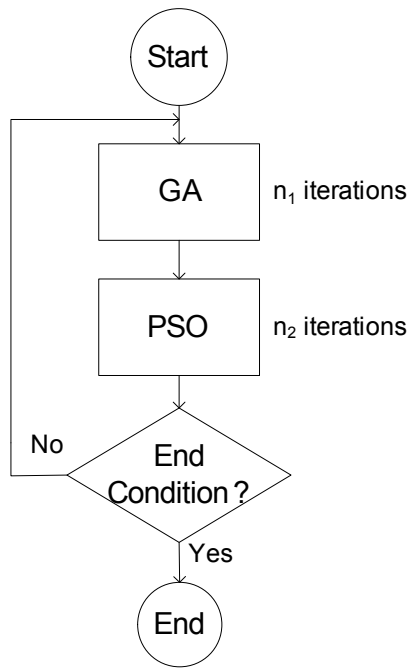 Start
GA
n₁ iterations
PSO
n₂ iterations
No
End
Condition?
Yes
End